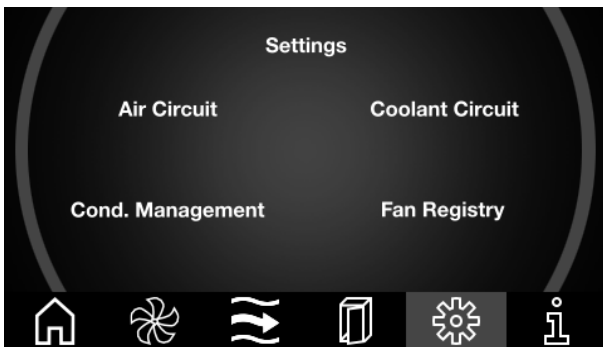 Settings
Air Circuit
Coolant Circuit
Cond. Management
Fan Registry